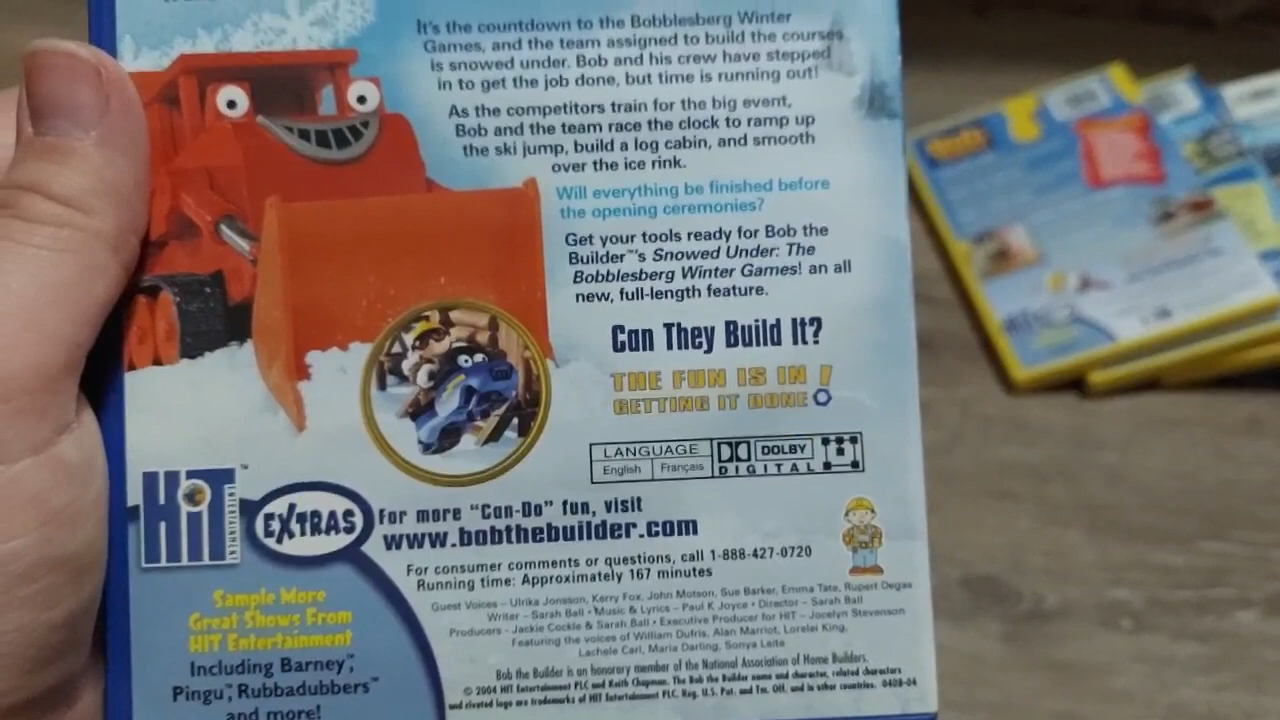 It's the countdown to the Bobblesberg Winter
Games, and the team assigned to build the courses
is snowed under. Bob and his crew have stepped
in to get the job done, but time is running out!
As the competitors train for the big event,
Bob and the team race the clock to ramp up
the ski jump, build a log cabin, and smooth
over the ice rink.
Will everything be finished before
the opening ceremonies?
Get your tools ready for Bob the
Builder™'s Snowed Under: The
Bobblesberg Winter Games! an all
new, full-length feature.
Can They Build It?
THE FUN IS IN
GETTING IT DONE!
LANGUAGE
English Français
DOLBY
DIGITAL
HiT™
ENTERTAINMENT
EXTRAS
For more "Can-Do" fun, visit
www.bobthebuilder.com
For consumer comments or questions, call 1-888-427-0720
Running time: Approximately 167 minutes
Guest Voices – Ulrika Jonsson, Kerry Fox, John Motson, Sue Barker, Emma Tate, Rupert Degas
Writer – Sarah Ball • Music & Lyrics – Paul K Joyce • Director – Sarah Ball
Producers - Jackie Cockle & Sarah Ball • Executive Producer for HIT – Jocelyn Stevenson
Featuring the voices of William Dufris, Alan Marriot, Lorelei King,
Lachele Carl, Maria Darling, Sonya Leite
Bob the Builder is an honorary member of the National Association of Home Builders.
© 2004 HIT Entertainment PLC and Keith Chapman. The Bob the Builder name and character, related characters
and riveted logo are trademarks of HIT Entertainment PLC. Reg. U.S. Pat. and Tm. Off. and in other countries. 0408-04
Sample More
Great Shows From
HIT Entertainment
Including Barney™,
Pingu™, Rubbadubbers™
and more!